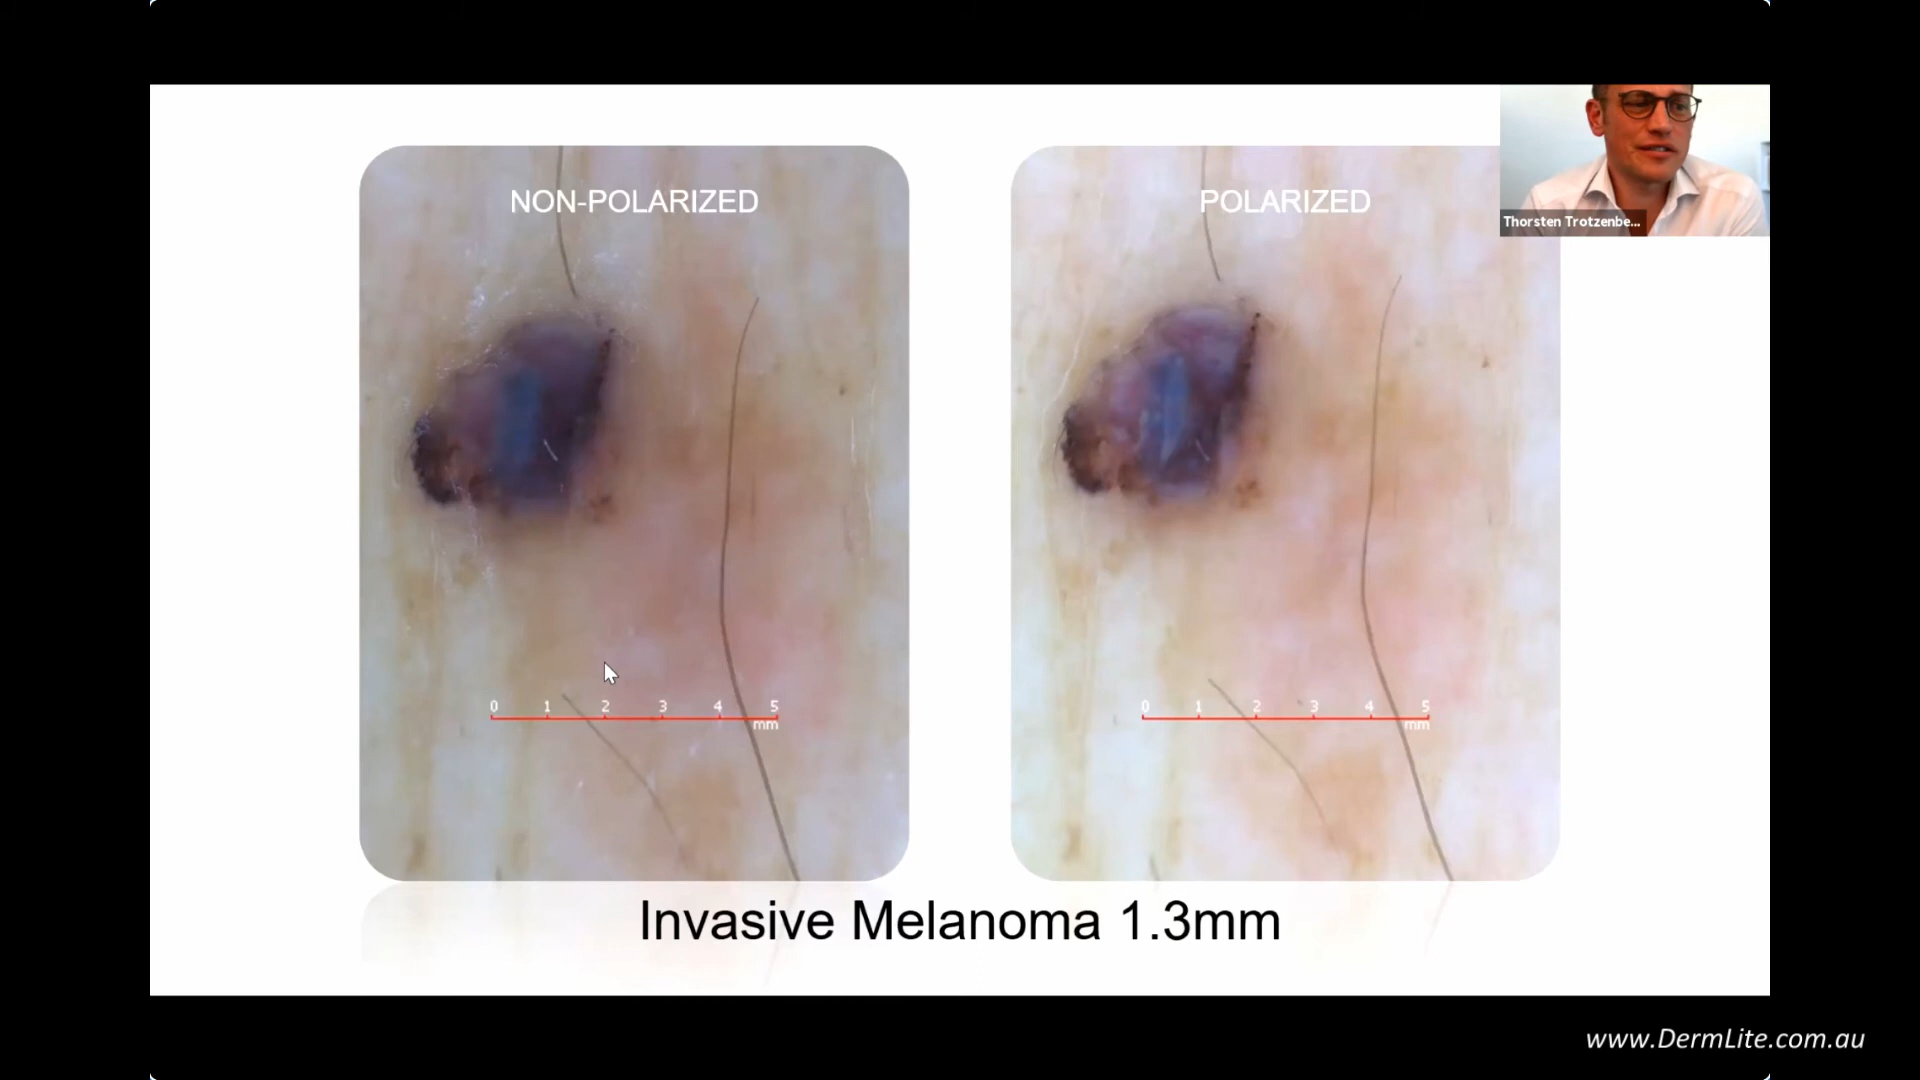 NON-POLARIZED
POLARIZED
Thorsten Trotzenbe...
0 1 2 3 4 5
mm
0 1 2 3 4 5
mm
Invasive Melanoma 1.3mm
www.DermLite.com.au